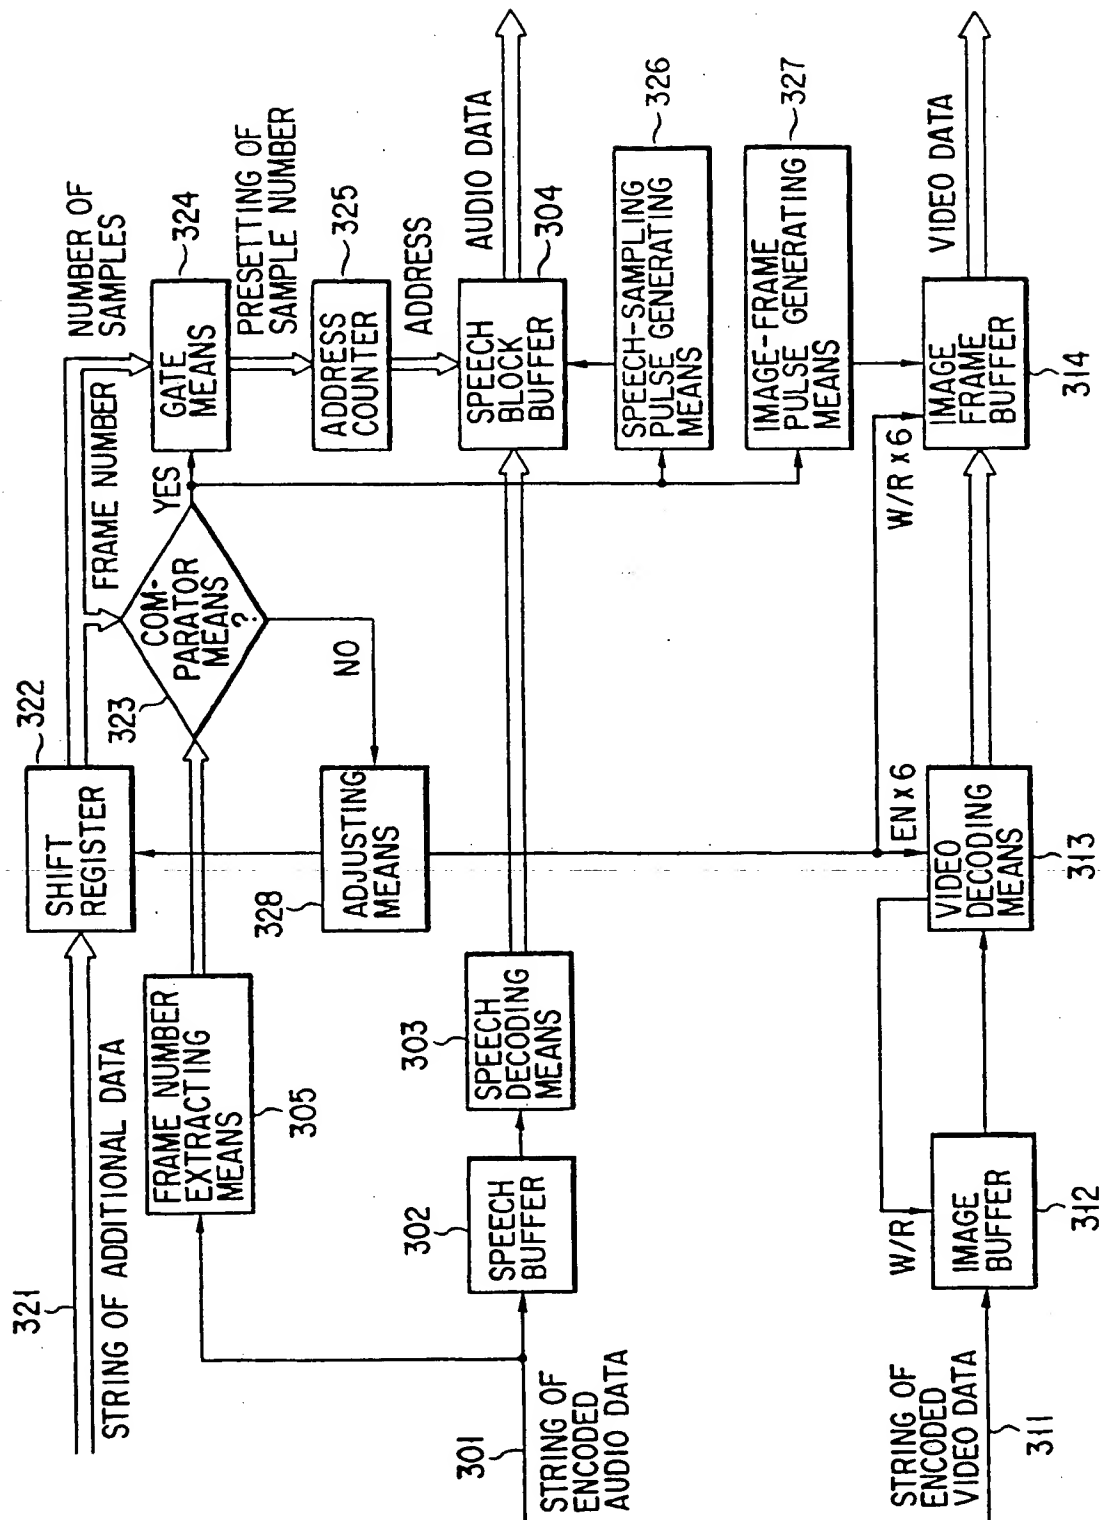 321
STRING OF ADDITIONAL DATA
SHIFT
REGISTER
322
FRAME NUMBER
NUMBER OF
SAMPLES
FRAME NUMBER
EXTRACTING
MEANS
305
323
COM-
PARATOR
MEANS
?
YES
NO
GATE
MEANS
324
PRESETTING OF
SAMPLE NUMBER
ADJUSTING
MEANS
328
ADDRESS
COUNTER
325
ADDRESS
301
STRING OF
ENCODED
AUDIO DATA
SPEECH
BUFFER
302
SPEECH
DECODING
MEANS
303
SPEECH
BLOCK
BUFFER
304
AUDIO DATA
SPEECH-SAMPLING
PULSE GENERATING
MEANS
326
IMAGE-FRAME
PULSE GENERATING
MEANS
327
STRING OF
ENCODED
VIDEO DATA
311
W/R
IMAGE
BUFFER
312
EN×6
VIDEO
DECODING
MEANS
313
W/R×6
IMAGE
FRAME
BUFFER
314
VIDEO DATA